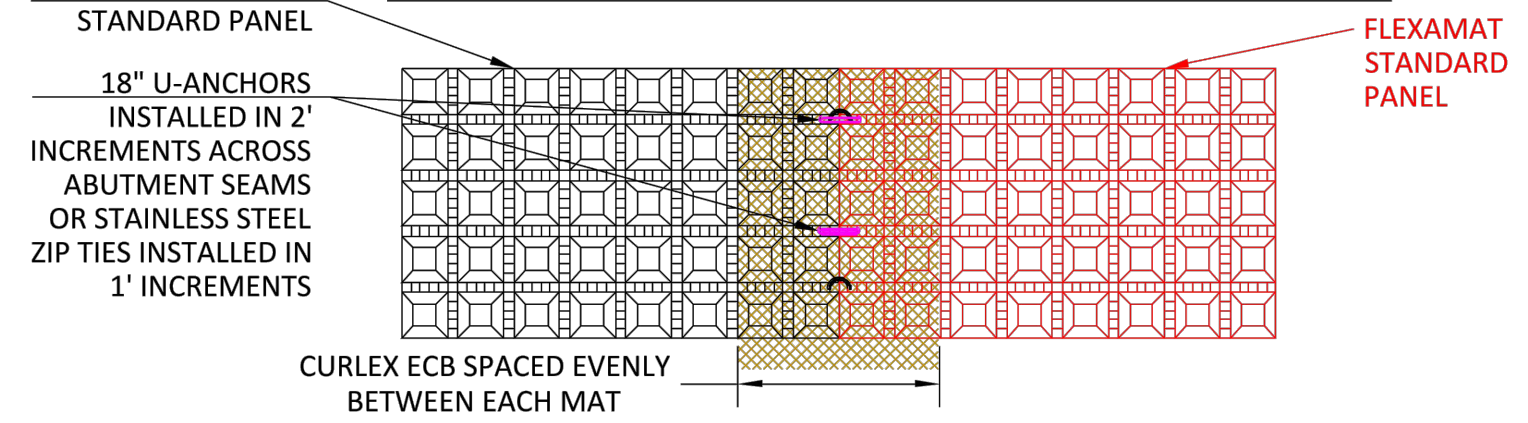 STANDARD PANEL
18" U-ANCHORS
INSTALLED IN 2'
INCREMENTS ACROSS
ABUTMENT SEAMS
OR STAINLESS STEEL
ZIP TIES INSTALLED IN
1' INCREMENTS
FLEXAMAT
STANDARD
PANEL
CURLEX ECB SPACED EVENLY
BETWEEN EACH MAT